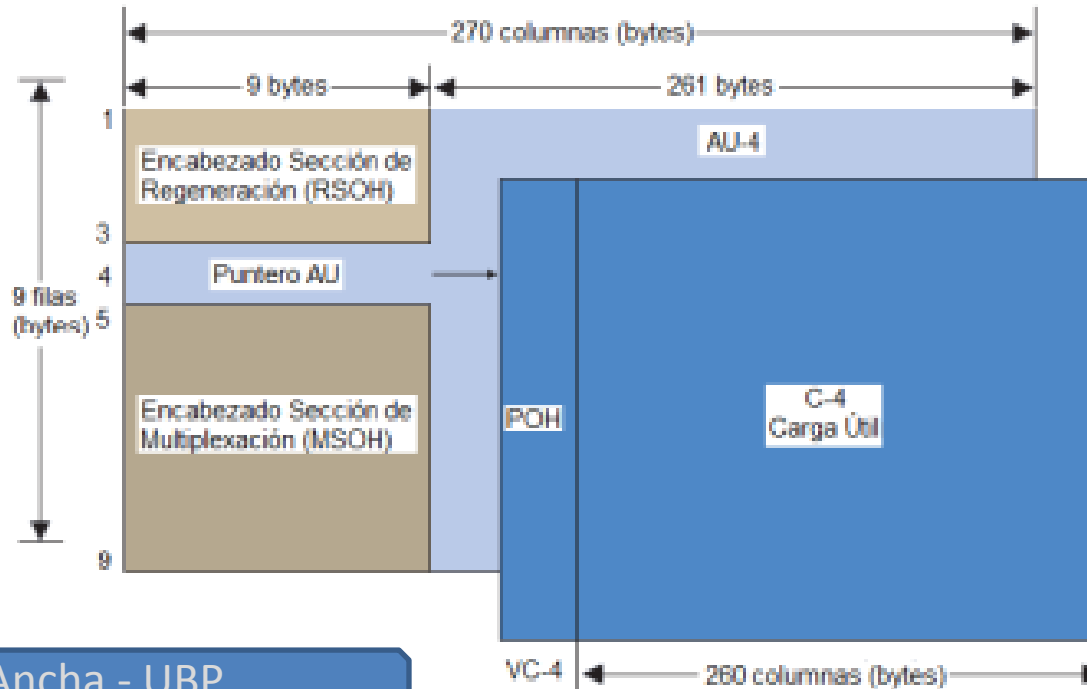 270 columnas (bytes)
9 bytes
261 bytes
1
AU-4
Encabezado Sección de
Regeneración (RSOH)
3
4
Puntero AU
9 filas
(bytes)
5
Encabezado Sección de
Multiplexación (MSOH)
POH
C-4
Carga Útil
9
Ancha - UBP
VC-4
260 columnas (bytes)